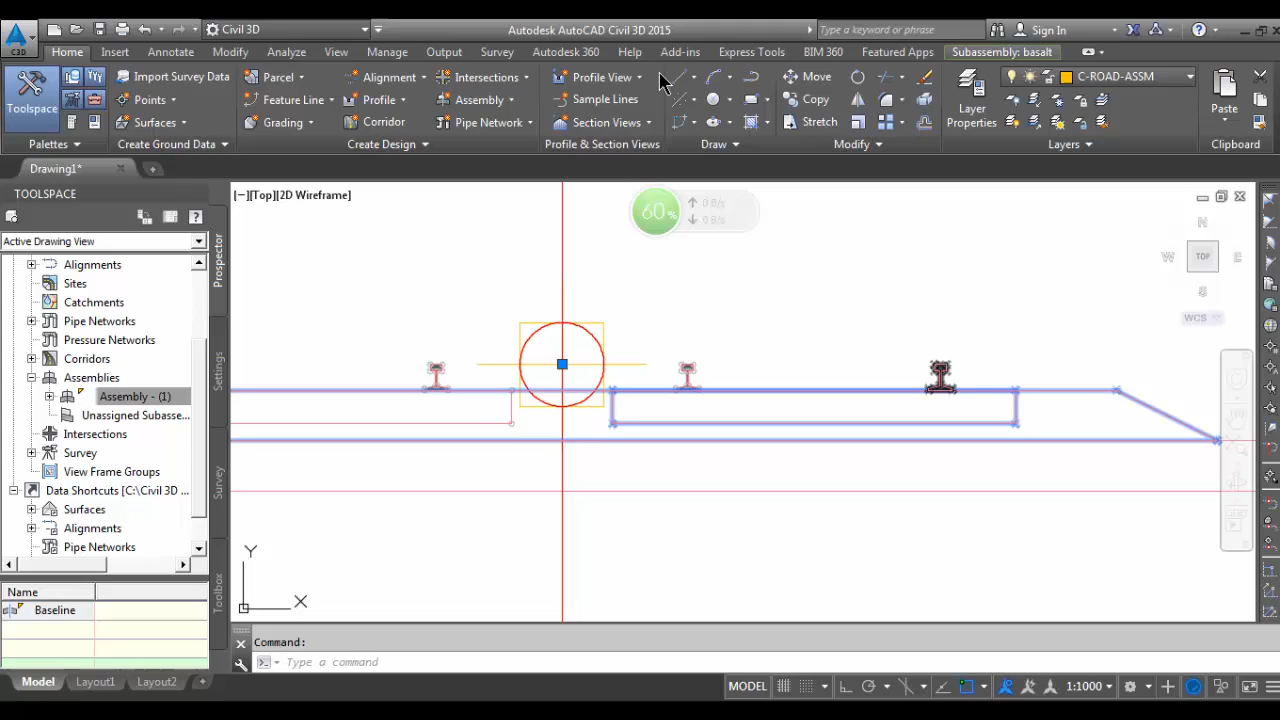 Civil 3D
Autodesk AutoCAD Civil 3D 2015
Type a keyword or phrase
Sign In
C3D
Home Insert Annotate Modify Analyze View Manage Output Survey Autodesk 360 Help Add-ins Express Tools BIM 360 Featured Apps Subassembly: basalt
Toolspace
Import Survey Data
Points
Surfaces
Parcel
Feature Line
Grading
Alignment
Profile
Corridor
Intersections
Assembly
Pipe Network
Profile View
Sample Lines
Section Views
Move
Copy
Stretch
Layer
Properties
C-ROAD-ASSM
Paste
Palettes Create Ground Data Create Design Profile & Section Views Draw Modify Layers Clipboard
Drawing1*
TOOLSPACE
Active Drawing View
Alignments
Sites
Catchments
Pipe Networks
Pressure Networks
Corridors
Assemblies
Assembly - (1)
Unassigned Subasse...
Intersections
Survey
View Frame Groups
Data Shortcuts [C:\Civil 3D ...
Surfaces
Alignments
Pipe Networks
Name
Baseline
Prospector
Settings
Survey
Toolbox
[−][Top][2D Wireframe]
60%
0B/s
0B/s
N
W TOP E
S
WCS
Y
X
Command:
Type a command
Model Layout1 Layout2
MODEL
1:1000